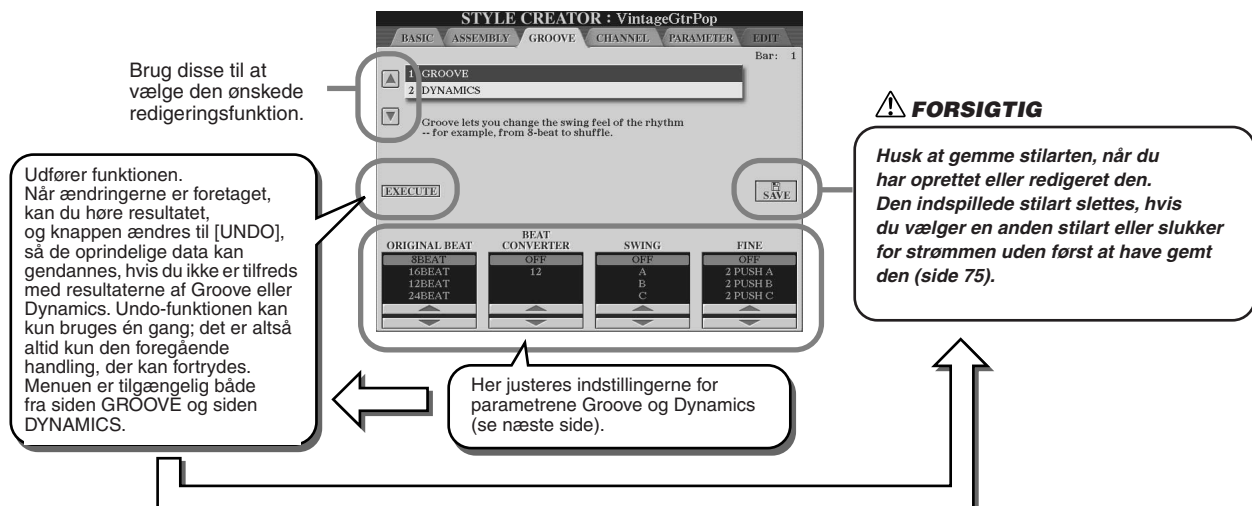 STYLE CREATOR : VintageGtrPop
BASIC ASSEMBLY GROOVE CHANNEL PARAMETER EDIT
Bar: 1
1 GROOVE
2 DYNAMICS
Groove lets you change the swing feel of the rhythm
-- for example, from 8-beat to shuffle.
EXECUTE
SAVE
ORIGINAL BEAT
8BEAT
16BEAT
12BEAT
24BEAT
BEAT
CONVERTER
OFF
12
SWING
OFF
A
B
C
FINE
OFF
2 PUSH A
2 PUSH B
2 PUSH C
Brug disse til at
vælge den ønskede
redigeringsfunktion.
Udfører funktionen.
Når ændringerne er foretaget,
kan du høre resultatet,
og knappen ændres til [UNDO],
så de oprindelige data kan
gendannes, hvis du ikke er tilfreds
med resultaterne af Groove eller
Dynamics. Undo-funktionen kan
kun bruges én gang; det er altså
altid kun den foregående
handling, der kan fortrydes.
Menuen er tilgængelig både
fra siden GROOVE og siden
DYNAMICS.
Her justeres indstillingerne for
parametrene Groove og Dynamics
(se næste side).
FORSIGTIG
Husk at gemme stilarten, når du
har oprettet eller redigeret den.
Den indspillede stilart slettes, hvis
du vælger en anden stilart eller slukker
for strømmen uden først at have gemt
den (side 75).